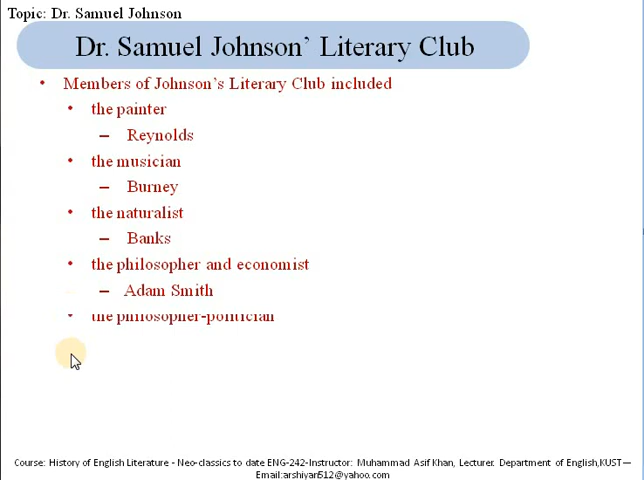 Topic: Dr. Samuel Johnson
Dr. Samuel Johnson’ Literary Club
• Members of Johnson’s Literary Club included
• the painter
– Reynolds
• the musician
– Burney
• the naturalist
– Banks
• the philosopher and economist
– Adam Smith
• the philosopher-politician
Course: History of English Literature - Neo-classics to date ENG-242-Instructor: Muhammad Asif Khan, Lecturer. Department of English,KUST—
Email:arshiyan512@yahoo.com